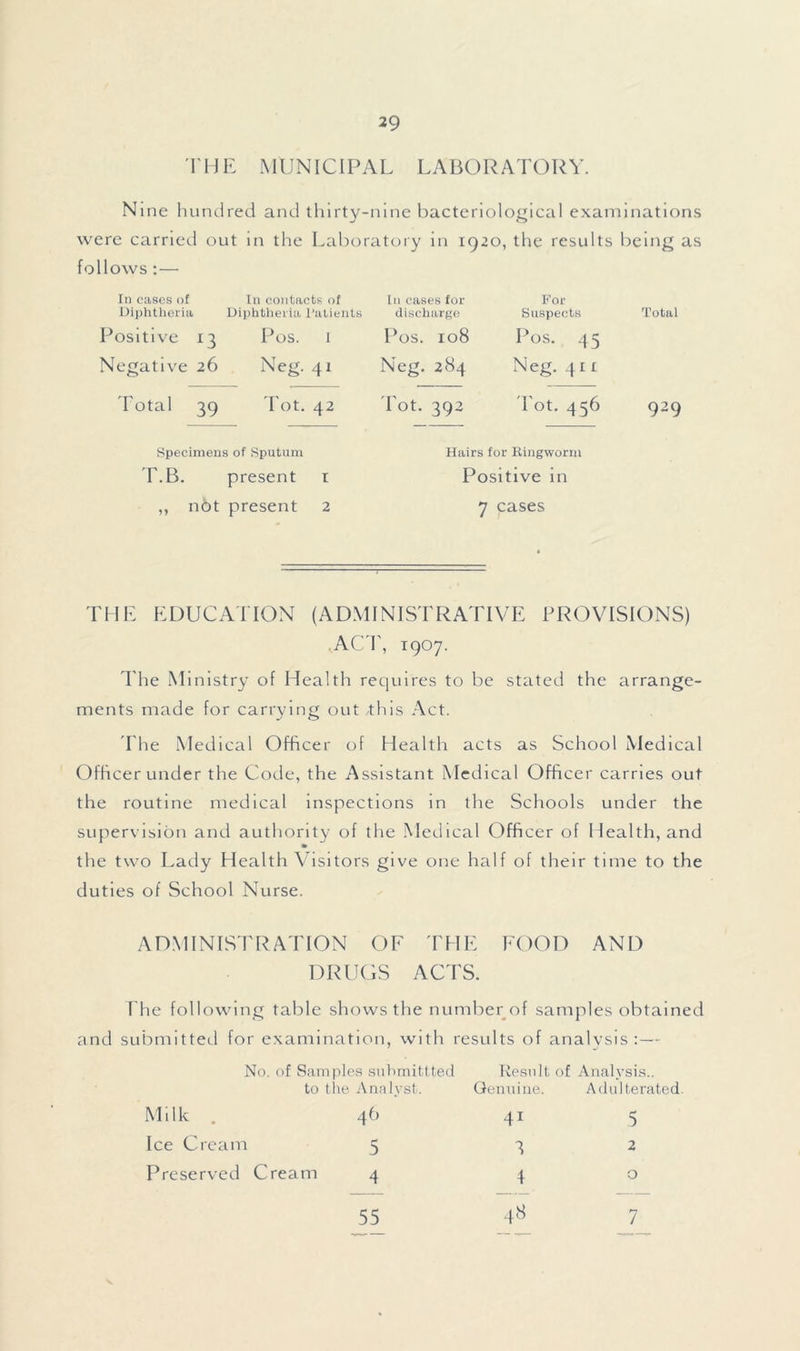 29
THE MUNICIPAL LABORATORY.
Nine hundred and thirty-nine bacteriological examinations
were carried out in the Laboratory in 1920, the results being as
follows :—
In cases of In contacts of In cases for For
Diphtheria Diphtheria Patients discharge Suspects Total
Positive 13 Pos. 1 Pos. 108 Pos. 45
Negative 26 Neg. 41 Neg. 284 Neg. 411
Total 39 Tot. 42 Tot. 392 Tot. 456 929
Specimens of Sputum Hairs for Ringworm
T.B. present 1 Positive in
„ not present 2 7 cases
THE EDUCATION (ADMINISTRATIVE PROVISIONS)
ACT, 1907.
The Ministry of Health requires to be stated the arrange-
ments made for carrying out this Act.
The Medical Officer of Health acts as School Medical
Officer under the Code, the Assistant Medical Officer carries out
the routine medical inspections in the Schools under the
supervision and authority of the Medical Officer of Health, and
the two Lady Health Visitors give one half of their time to the
duties of School Nurse.
ADMINISTRATION OF THE FOOD AND
DRUGS ACTS.
The following table shows the number of samples obtained
and submitted for examination, with results of analysis :—
No. of Samples submittted Result of Analysis..
to the Analyst. Genuine. Adulterated.
Milk . 46 41 5
Ice Cream 5 3 2
Preserved Cream 4 4 0
55 48 7